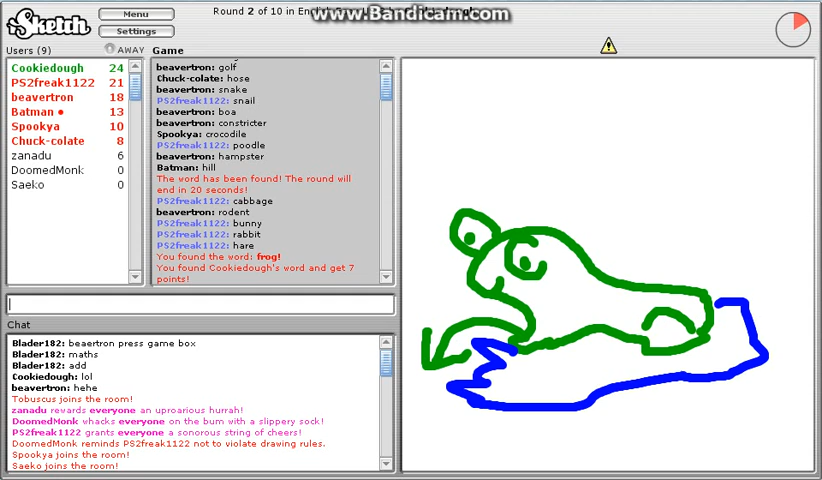 iSketch
Menu
Settings
Round 2 of 10 in English
www.Bandicam.com
Users (9)
AWAY
Game
Cookiedough 24
PS2freak1122 21
beavertron 18
Batman 13
Spookya 10
Chuck-colate 8
zanadu 6
DoomedMonk 0
Saeko 0
beavertron: golf
Chuck-colate: hose
beavertron: snake
PS2freak1122: snail
beavertron: boa
beavertron: constricter
Spookya: crocodile
PS2freak1122: poodle
beavertron: hampster
Batman: hill
The word has been found! The round will
end in 20 seconds!
PS2freak1122: cabbage
beavertron: rodent
PS2freak1122: bunny
PS2freak1122: rabbit
PS2freak1122: hare
You found the word: frog!
You found Cookiedough's word and get 7
points!
Chat
Blader182: beaertron press game box
Blader182: maths
Blader182: add
Cookiedough: lol
beavertron: hehe
Tobuscus joins the room!
zanadu rewards everyone an uproarious hurrah!
DoomedMonk whacks everyone on the bum with a slippery sock!
PS2freak1122 grants everyone a sonorous string of cheers!
DoomedMonk reminds PS2freak1122 not to violate drawing rules.
Spookya joins the room!
Saeko joins the room!